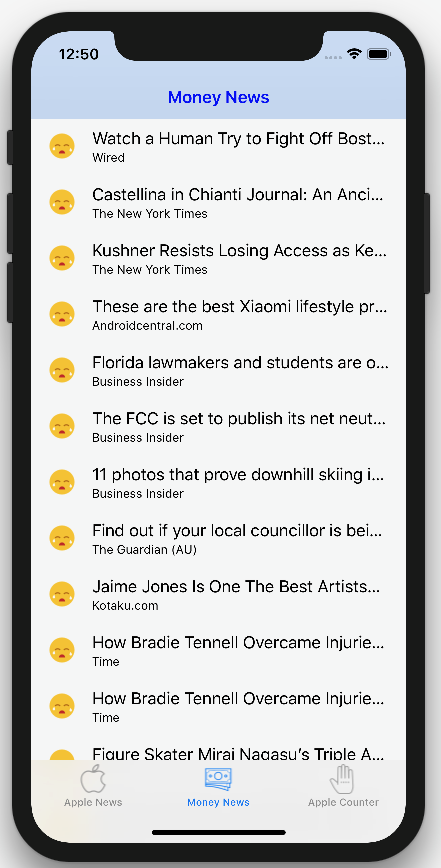 12:50
Money News
Watch a Human Try to Fight Off Bost...
Wired
Castellina in Chianti Journal: An Anci...
The New York Times
Kushner Resists Losing Access as Ke...
The New York Times
These are the best Xiaomi lifestyle pr...
Androidcentral.com
Florida lawmakers and students are o...
Business Insider
The FCC is set to publish its net neut...
Business Insider
11 photos that prove downhill skiing i...
Business Insider
Find out if your local councillor is bei...
The Guardian (AU)
Jaime Jones Is One The Best Artists...
Kotaku.com
How Bradie Tennell Overcame Injurie...
Time
How Bradie Tennell Overcame Injurie...
Time
Figure Skater Mirai Nagasu's Triple A...
Apple News Money News Apple Counter